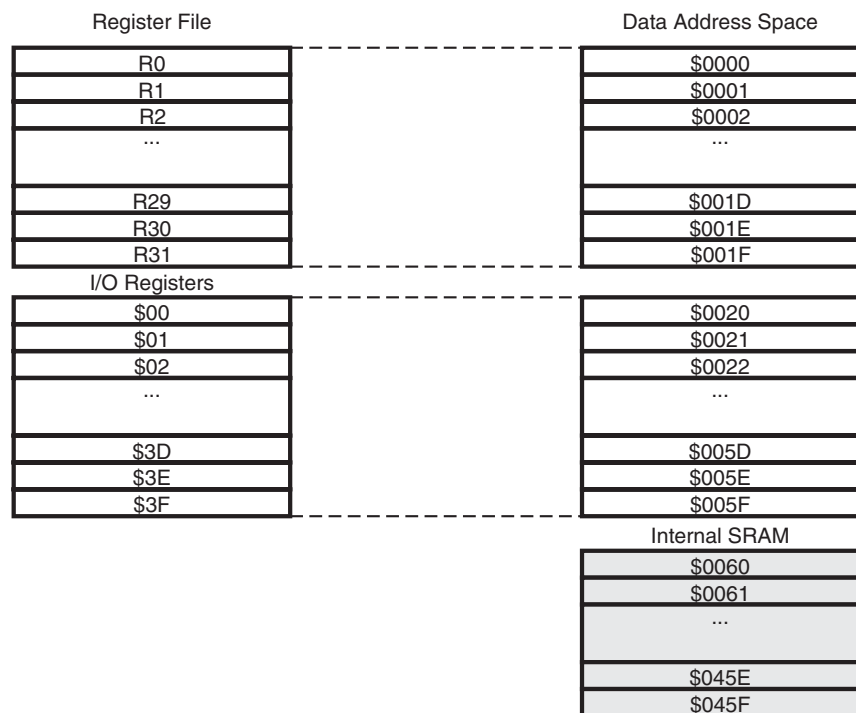 Register File Data Address Space
R0 $0000
R1 $0001
R2 $0002
... ...
R29 $001D
R30 $001E
R31 $001F
I/O Registers
$00 $0020
$01 $0021
$02 $0022
... ...
$3D $005D
$3E $005E
$3F $005F
Internal SRAM
$0060
$0061
...
$045E
$045F